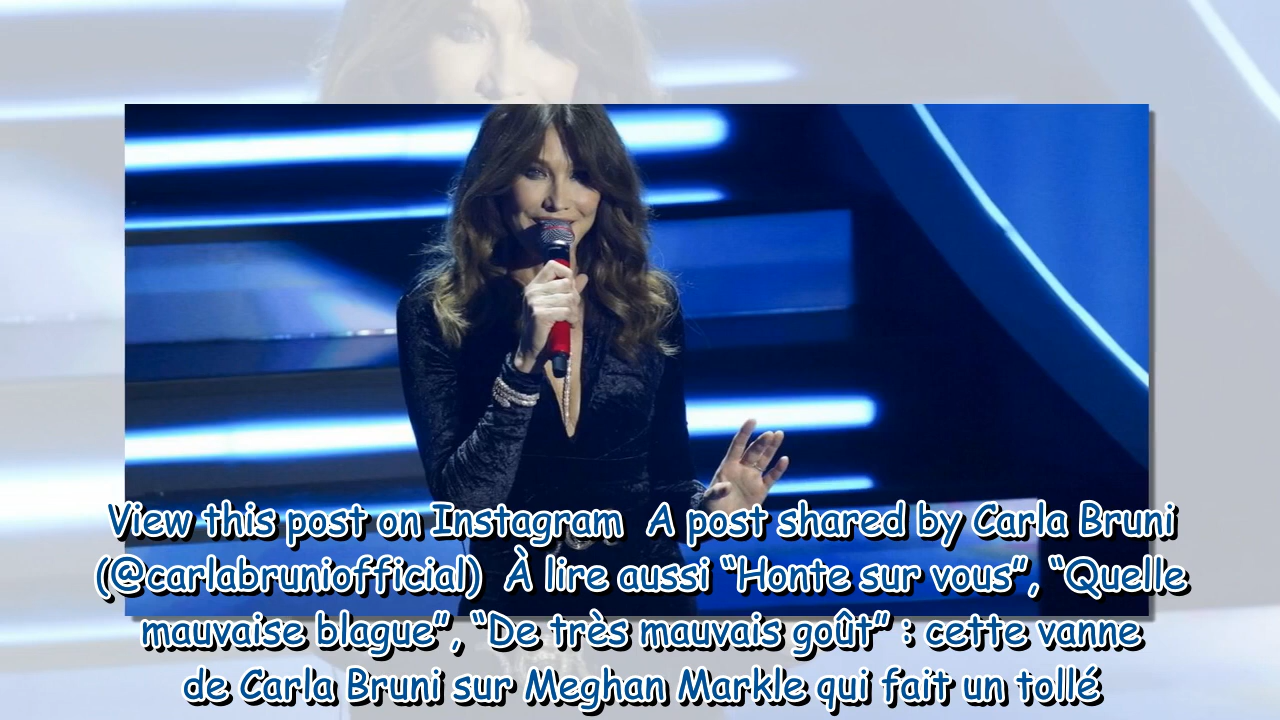 View this post on Instagram  A post shared by Carla Bruni
(@carlabruniofficial)  À lire aussi “Honte sur vous”, “Quelle
mauvaise blague”, “De très mauvais goût” : cette vanne
de Carla Bruni sur Meghan Markle qui fait un tollé